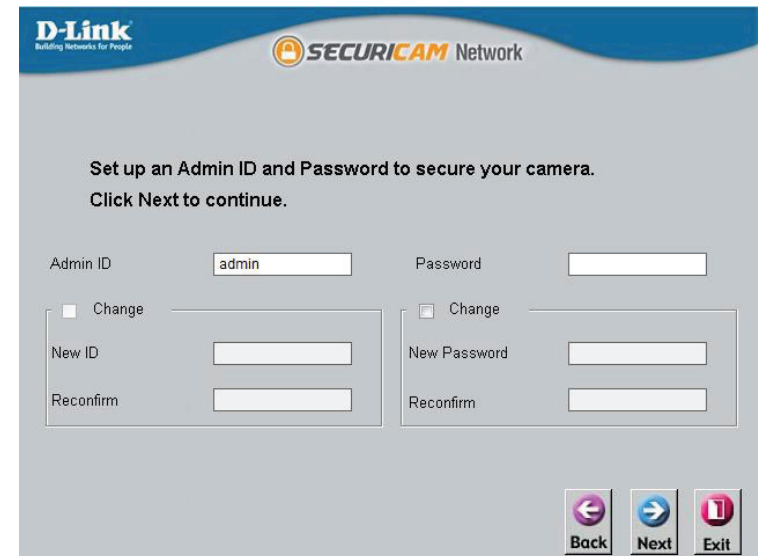 D-Link
Building Networks for People
SECURICAM Network
Set up an Admin ID and Password to secure your camera.
Click Next to continue.
Admin ID admin Password
Change Change
New ID New Password
Reconfirm Reconfirm
Back Next Exit